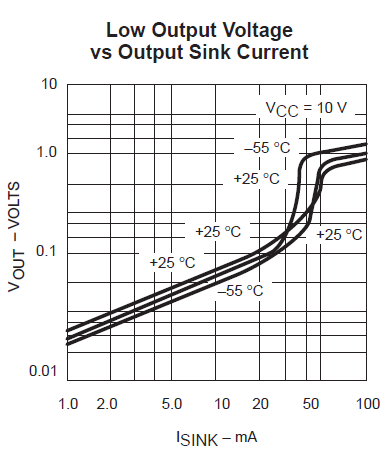 Low Output Voltage
vs Output Sink Current
10
VCC = 10 V
1.0
–55 °C
+25 °C
+25 °C
+25 °C
0.1
+25 °C
–55 °C
0.01
VOUT – VOLTS
1.0 2.0 5.0 10 20 50 100
ISINK – mA